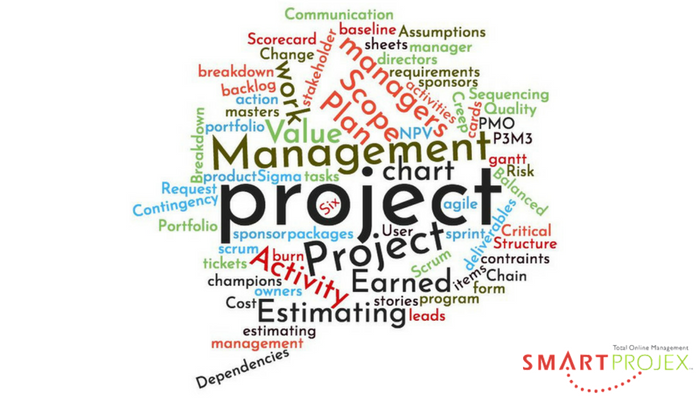 Communication
baseline Assumptions
Scorecard
stakeholder
sheets manager
Change
managers
directors
breakdown
work
requirements
backlog
activities
sponsors
action
Scope
Creep
cards
Sequencing
masters
Plan
Quality
Breakdown
portfolio
Value
NPV
PMO
P3M3
Management
chart
gantt
Risk
product Sigma tasks
Balanced
Request
project
Six
agile
Contingency
deliverables
Portfolio
sponsor packages
User
sprint
Critical
Structure
scrum
Project
burn
Activity
Scrum
contraints
tickets
items
Chain
champions
Earned
form
owners
Cost
Estimating
stories program
leads
estimating
management
Dependencies
Total Online Management
SMARTPROJEX